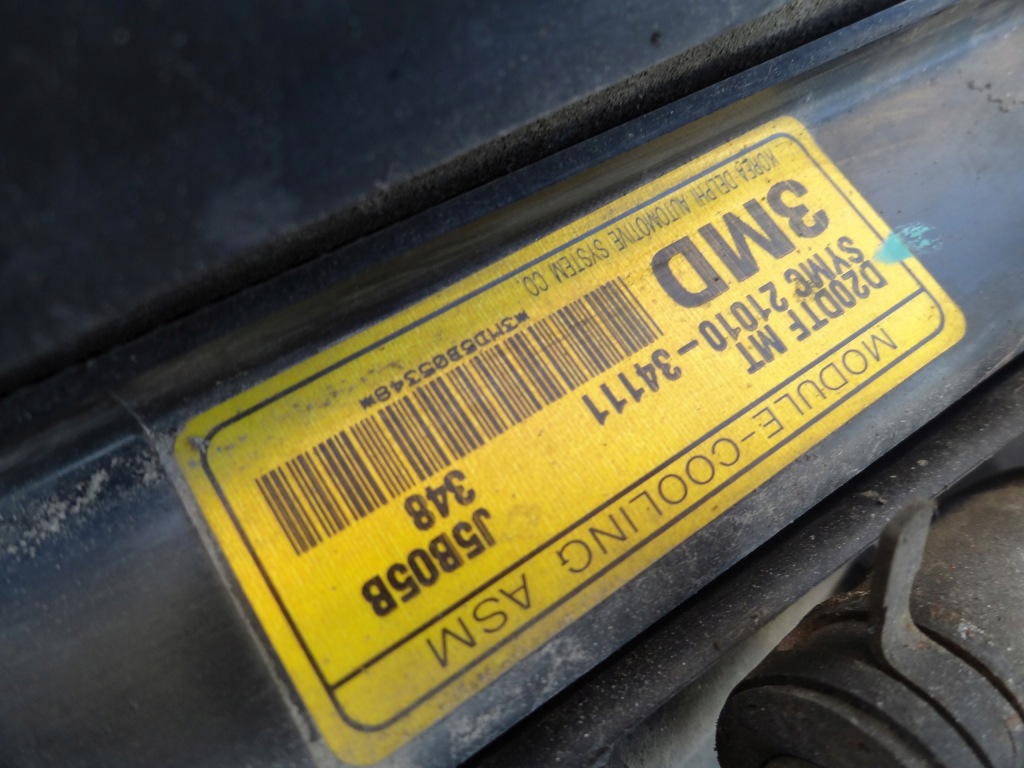 MODULE-COOLING ASM
D20DTF MT
SYMC 21010-34111
J5B05B
348
3MD
*3MD5B05348*
KOREA DELPHI AUTOMOTIVE SYSTEM CO.